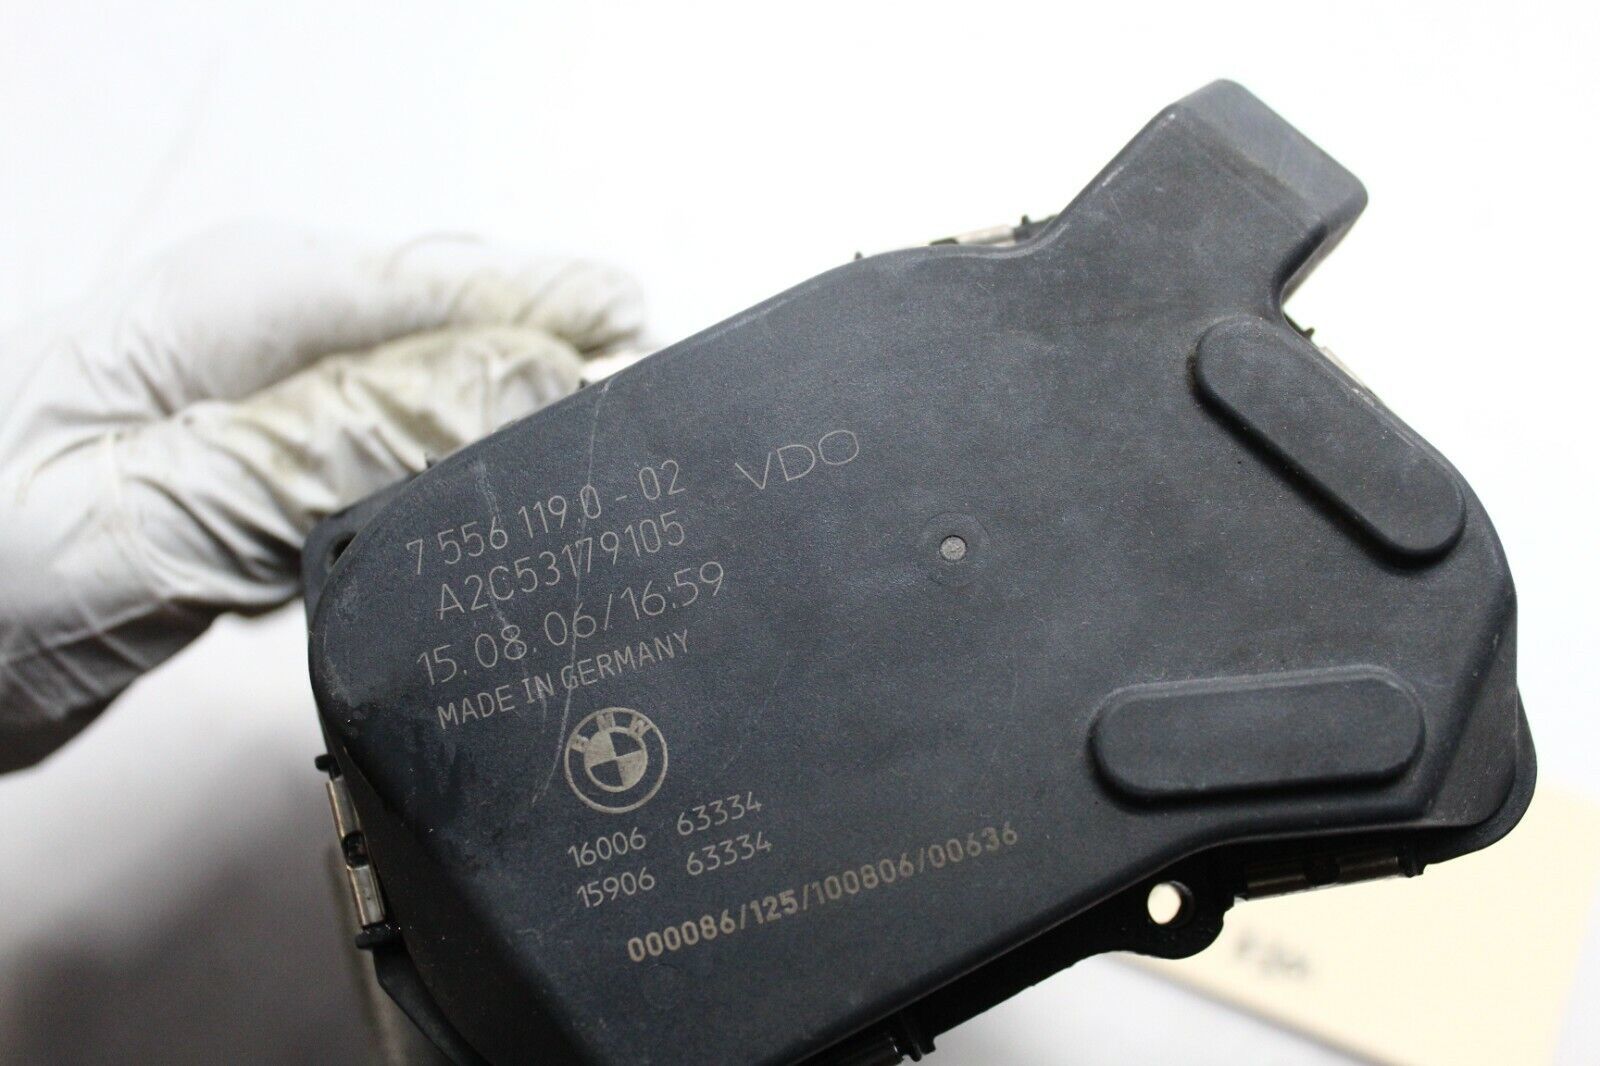 7 556 119.0 - 02 VDO
A2C53179105
15.08.06/16:59
MADE IN GERMANY
BMW
16006 63334
15906 63334
000086/125/100806/00636